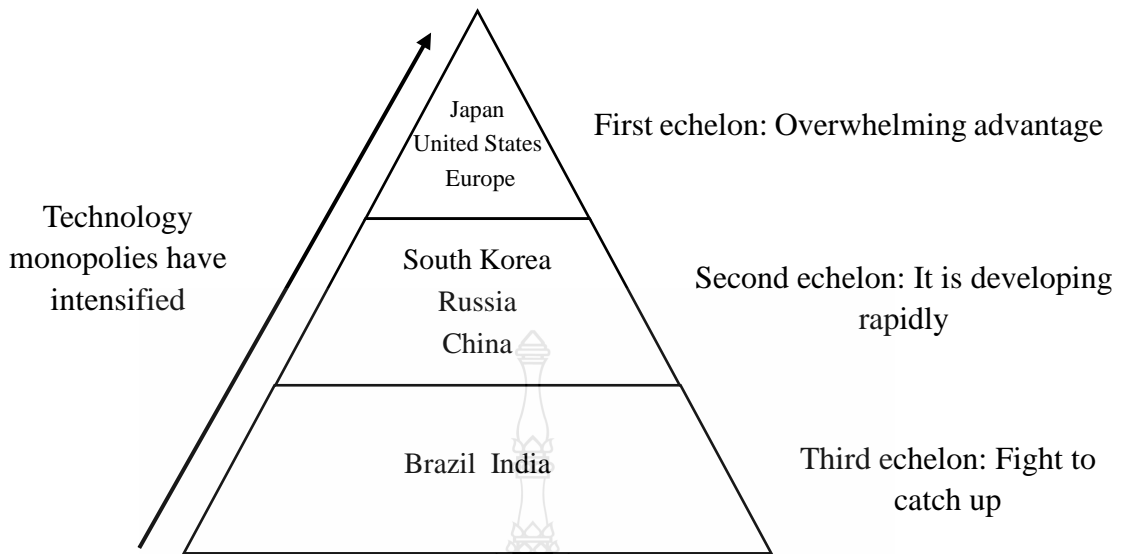 Japan
United States
Europe
First echelon: Overwhelming advantage
Technology
monopolies have
intensified
South Korea
Russia
China
Second echelon: It is developing
rapidly
Brazil India
Third echelon: Fight to
catch up